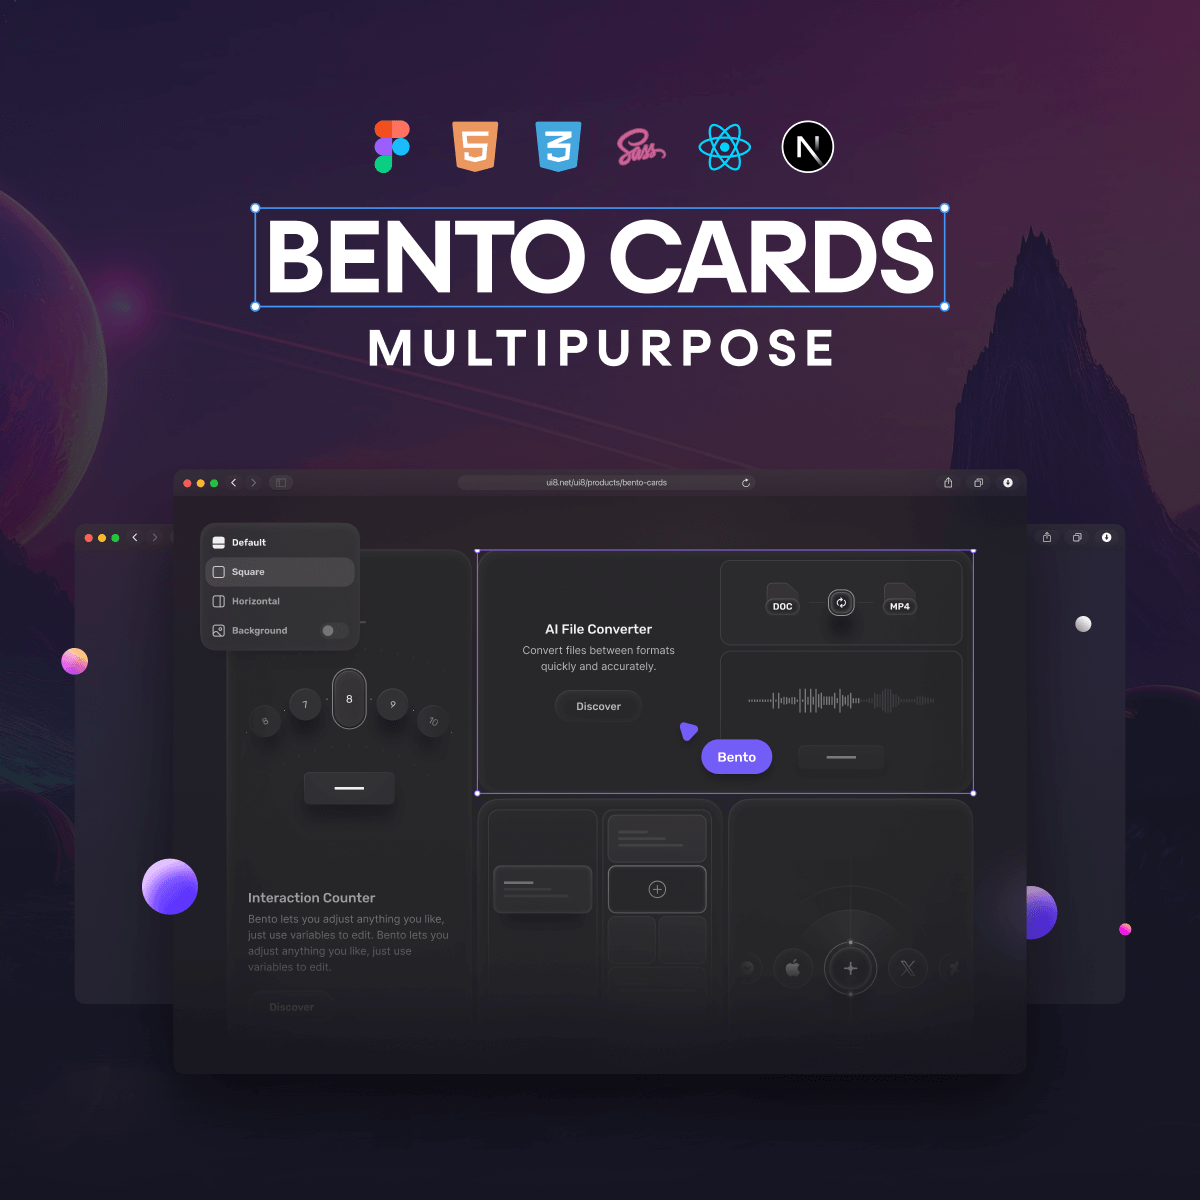 5
3
Sass
N
BENTO CARDS
MULTIPURPOSE
ui8.net/ui8/products/bento-cards
Default
Square
Horizontal
Background
AI File Converter
Convert files between formats
quickly and accurately.
Discover
DOC
MP4
Bento
6
7
8
9
10
Interaction Counter
Bento lets you adjust anything you like,
just use variables to edit. Bento lets you
adjust anything you like, just use
variables to edit.
Discover
X